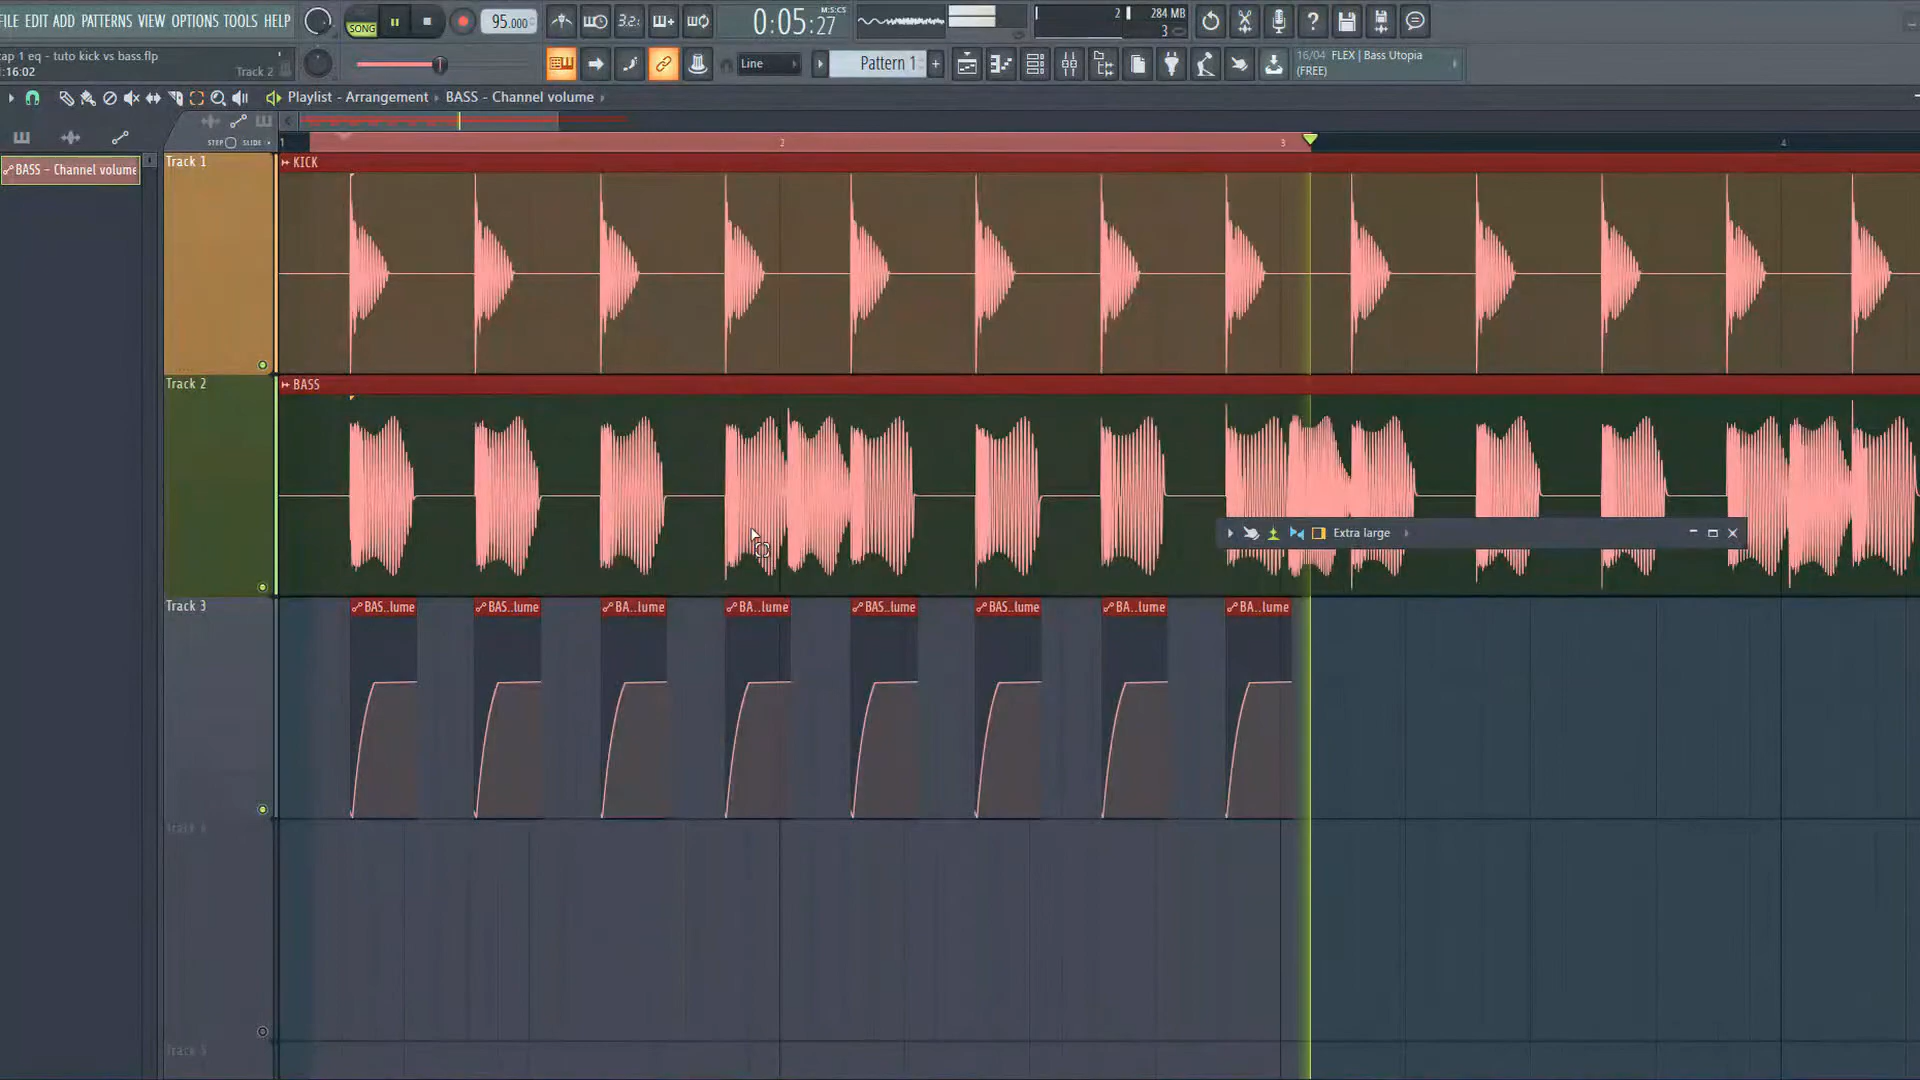 FILE EDIT ADD PATTERNS VIEW OPTIONS TOOLS HELP
SONG
95.000
3.2:
0:05:27
M:S:CS
2
284 MB
3
ap 1 eq - tuto kick vs bass.flp
:16:02
Track 2
Line
Pattern 1
+
16/04 FLEX | Bass Utopia
(FREE)
Playlist - Arrangement › BASS - Channel volume ›
STEP SLIDE
1
2
3
4
BASS - Channel volume
Track 1
KICK
Track 2
BASS
Extra large
Track 3
BAS..lume
BAS..lume
BA..lume
BA..lume
BAS..lume
BAS..lume
BA..lume
BA..lume
Track 5